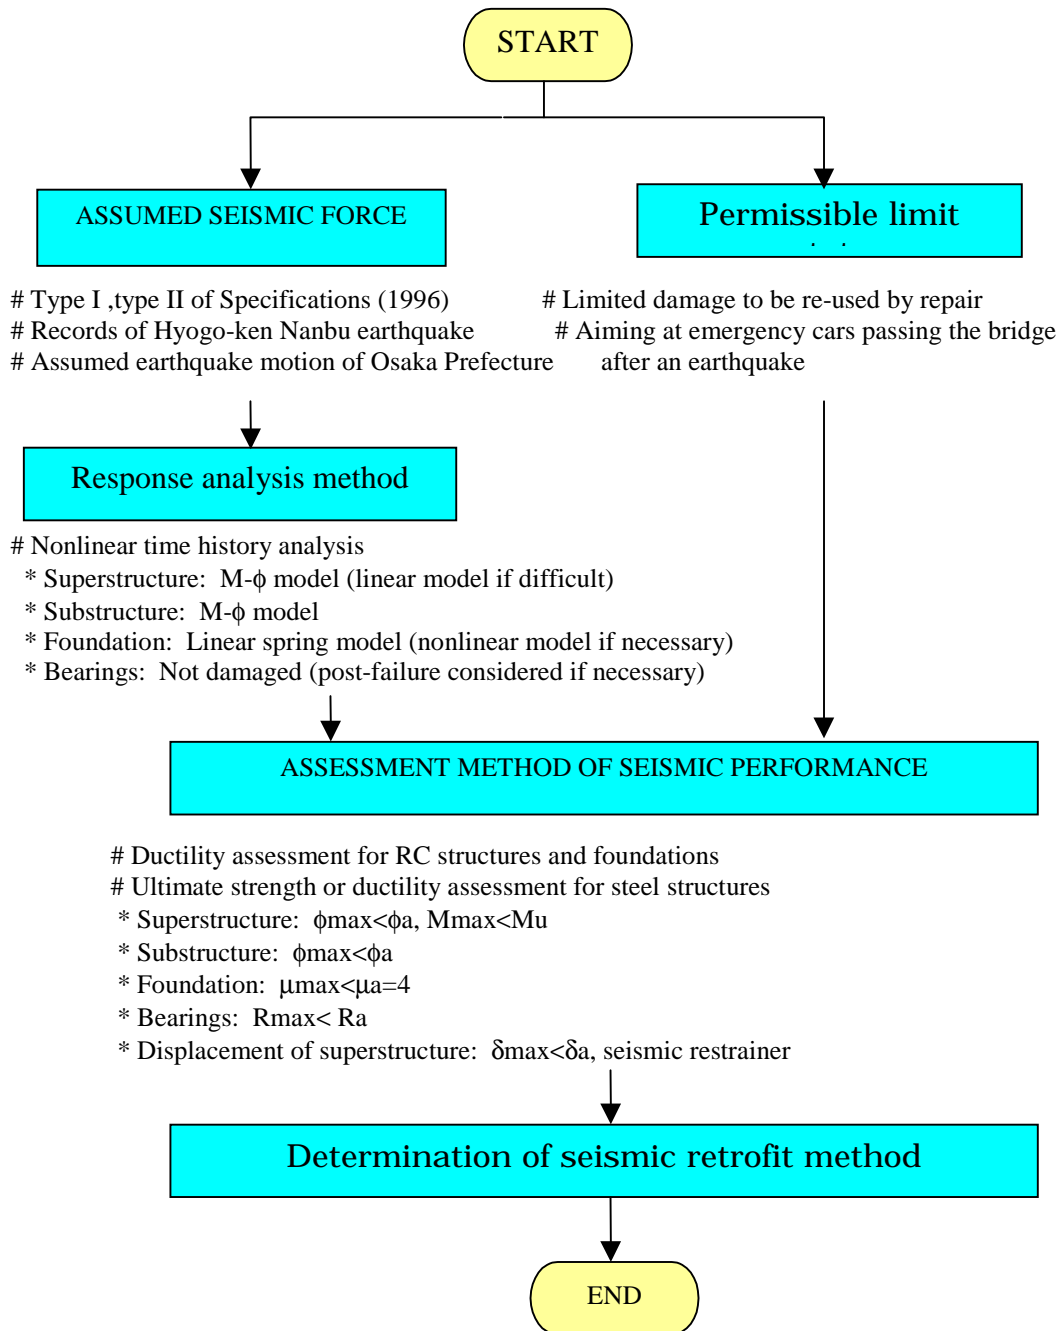 START
ASSUMED SEISMIC FORCE
Permissible limit
# Type I ,type II of Specifications (1996)
# Records of Hyogo-ken Nanbu earthquake
# Assumed earthquake motion of Osaka Prefecture
# Limited damage to be re-used by repair
# Aiming at emergency cars passing the bridge
after an earthquake
Response analysis method
# Nonlinear time history analysis
* Superstructure: M-ϕ model (linear model if difficult)
* Substructure: M-ϕ model
* Foundation: Linear spring model (nonlinear model if necessary)
* Bearings: Not damaged (post-failure considered if necessary)
ASSESSMENT METHOD OF SEISMIC PERFORMANCE
# Ductility assessment for RC structures and foundations
# Ultimate strength or ductility assessment for steel structures
* Superstructure: ϕmax<ϕa, Mmax<Mu
* Substructure: ϕmax<ϕa
* Foundation: μmax<μa=4
* Bearings: Rmax< Ra
* Displacement of superstructure: δmax<δa, seismic restrainer
Determination of seismic retrofit method
END